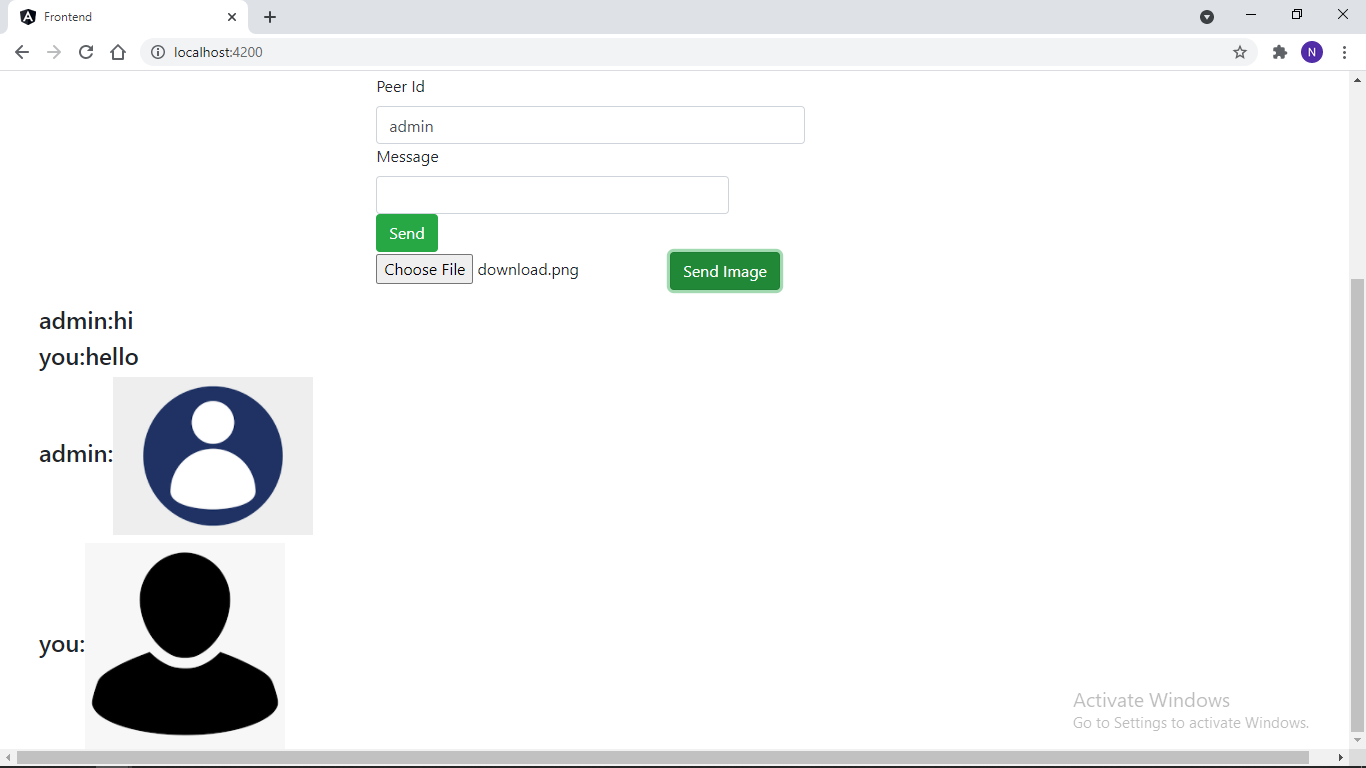 Frontend
localhost:4200
N
Peer Id
admin
Message
Send
Choose File download.png
Send Image
admin:hi
you:hello
admin:
you:
Activate Windows
Go to Settings to activate Windows.